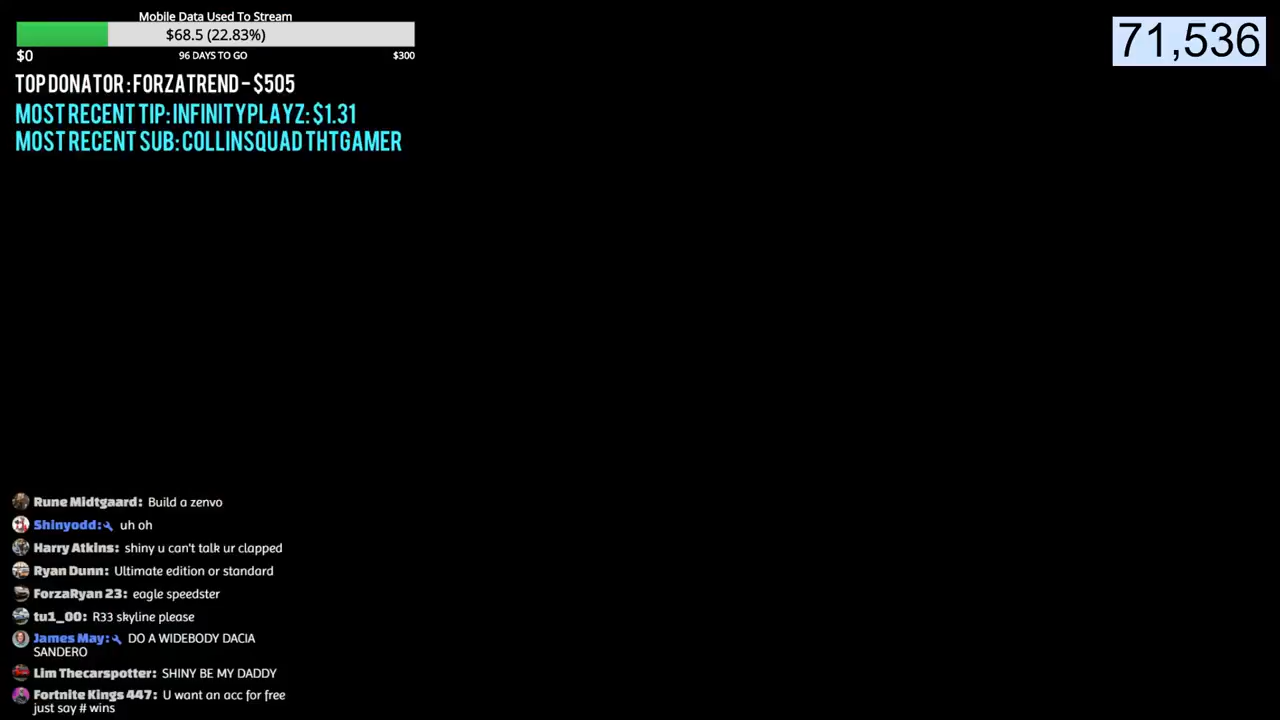 Mobile Data Used To Stream
$68.5 (22.83%)
$0 96 DAYS TO GO $300
71,536
TOP DONATOR : FORZATREND - $505
MOST RECENT TIP: INFINITYPLAYZ: $1.31
MOST RECENT SUB: COLLINSQUAD THTGAMER
Rune Midtgaard: Build a zenvo
Shinyodd: uh oh
Harry Atkins: shiny u can't talk ur clapped
Ryan Dunn: Ultimate edition or standard
ForzaRyan 23: eagle speedster
tu1_00: R33 skyline please
James May: DO A WIDEBODY DACIA
SANDERO
Lim Thecarspotter: SHINY BE MY DADDY
Fortnite Kings 447: U want an acc for free
just say # wins